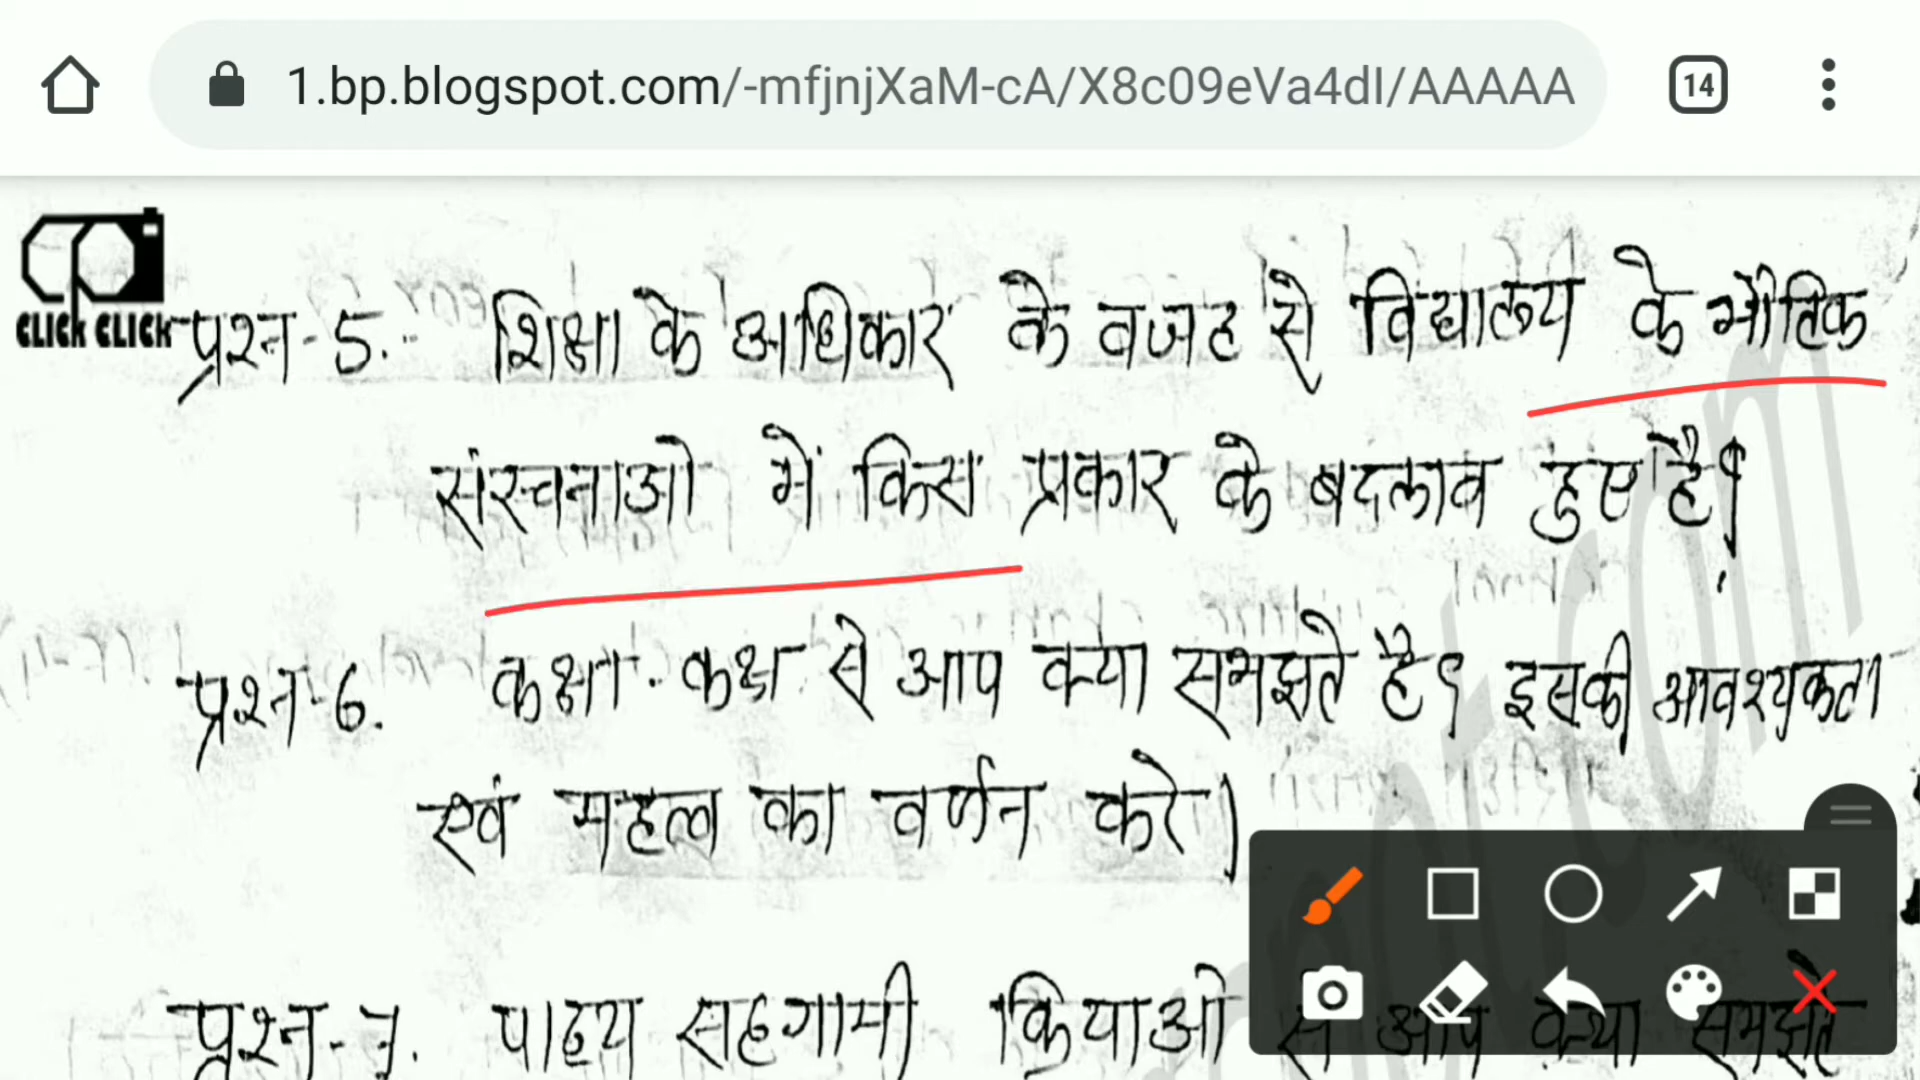 1.bp.blogspot.com/-mfjnjXaM-cA/X8c09eVa4dI/AAAAA
14
CLICK CLICK
प्रश्न-5. शिक्षा के अधिकार के बजट से विद्यालय के भौतिक
संरचनाओ में किस प्रकार के बदलाव हुए है?
प्रश्न-6. कक्षा-कक्ष से आप क्या समझते है? इसकी आवश्यकता
एवं महत्व का वर्णन करे।
प्रश्न-7. पाठ्य सहगामी क्रियाओ से आप क्या समझते